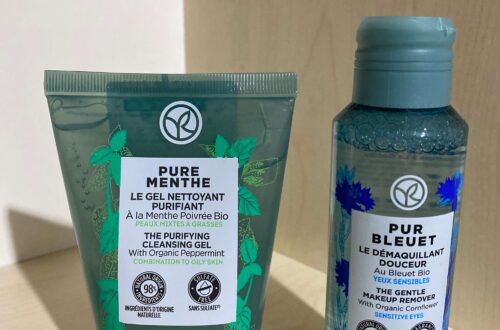 PURE
MENTHE
LE GEL NETTOYANT
PURIFIANT
À la Menthe Poivrée Bio
PEAUX MIXTES À GRASSES
THE PURIFYING
CLEANSING GEL
With Organic Peppermint
COMBINATION TO OILY SKIN
98%
INGRÉDIENTS D'ORIGINE
NATURELLE
SULFATE
FREE
SANS SULFATE
PUR
BLEUET
LE DÉMAQUILLANT
DOUCEUR
Au Bleuet Bio
YEUX SENSIBLES
THE GENTLE
MAKEUP REMOVER
With Organic Cornflower
SENSITIVE EYES